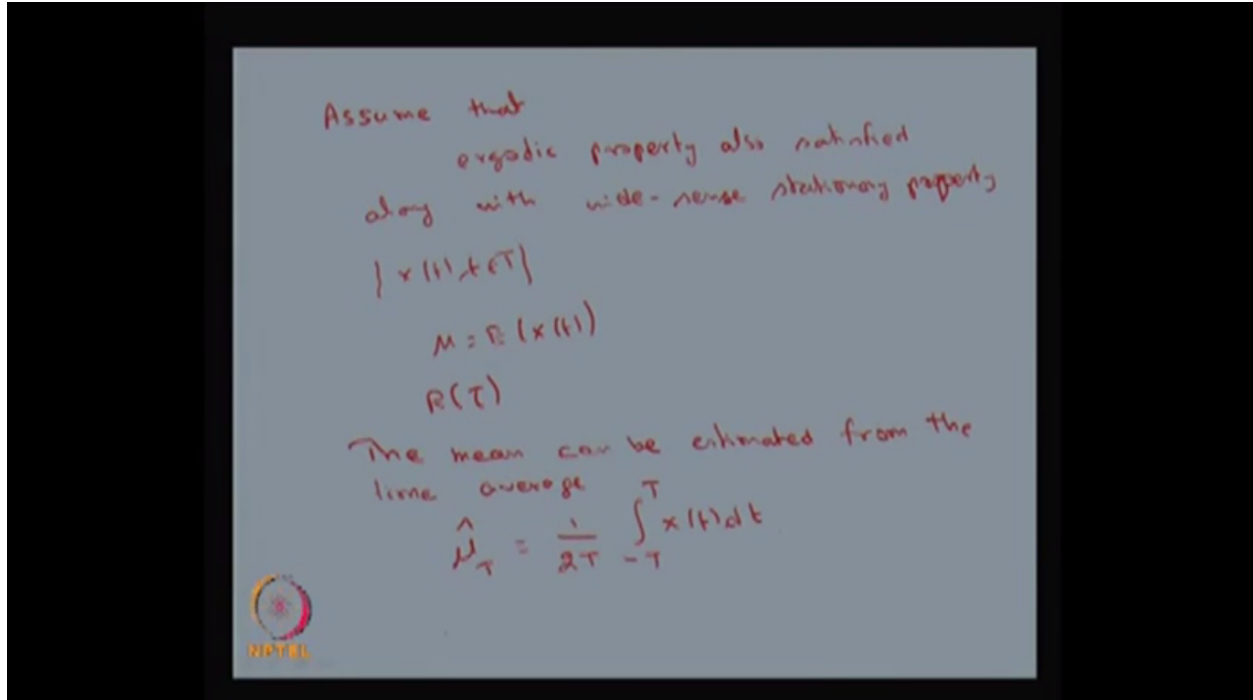 Assume that
ergodic property also satisfied
along with wide-sense stationary property
{x(t), t∈T}
μ = E(x(t))
R(τ)
The mean can be estimated from the
time average
μ̂_T = 1/2T ∫_{-T}^{T} x(t)dt
NPTEL